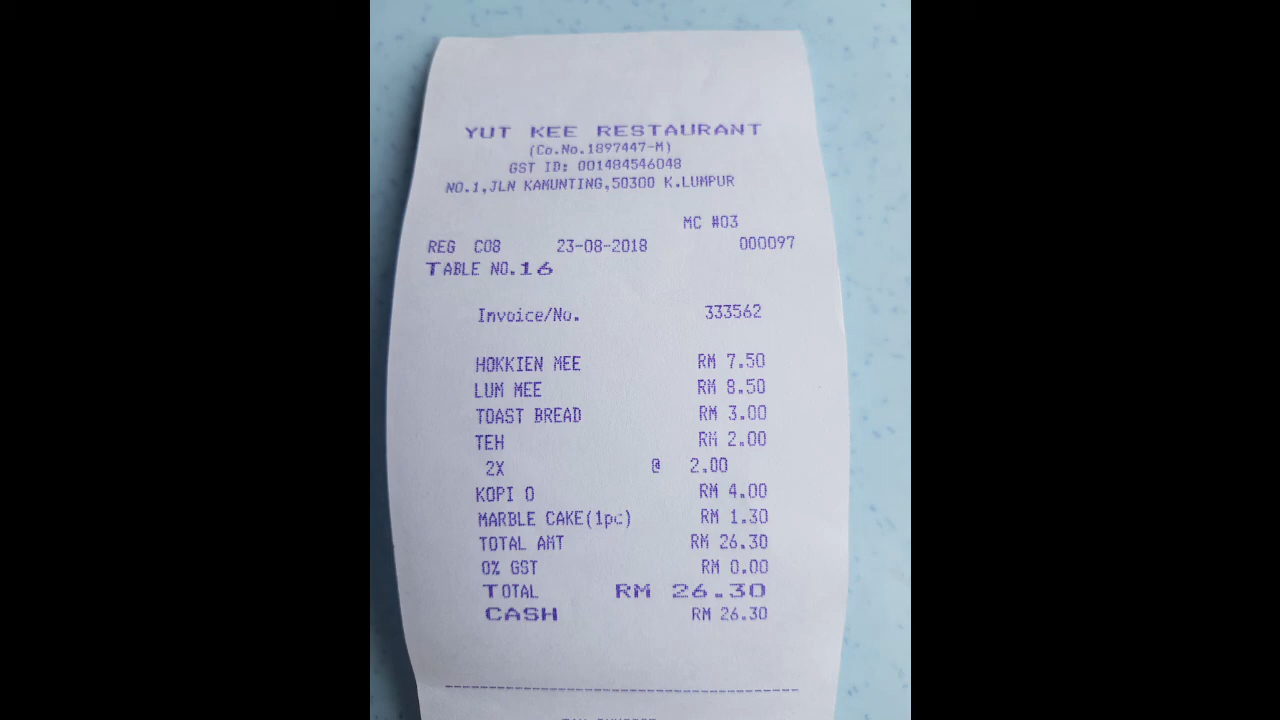 YUT KEE RESTAURANT
(Co.No.1897447-M)
GST ID: 001484546048
NO.1,JLN KAMUNTING,50300 K.LUMPUR
MC #03
REG C08 23-08-2018 000097
TABLE NO.16
Invoice/No. 333562
HOKKIEN MEE RM 7.50
LUM MEE RM 8.50
TOAST BREAD RM 3.00
TEH RM 2.00
2X @ 2.00
KOPI O RM 4.00
MARBLE CAKE(1pc) RM 1.30
TOTAL AMT RM 26.30
0% GST RM 0.00
TOTAL RM 26.30
CASH RM 26.30